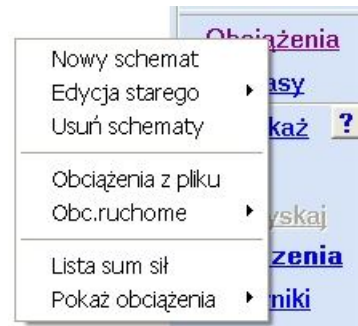 Obciążenia
Nowy schemat
Edycja starego
Usuń schematy
?
Obciążenia z pliku
Obc.ruchome
Lista sum sił
Pokaż obciążenia